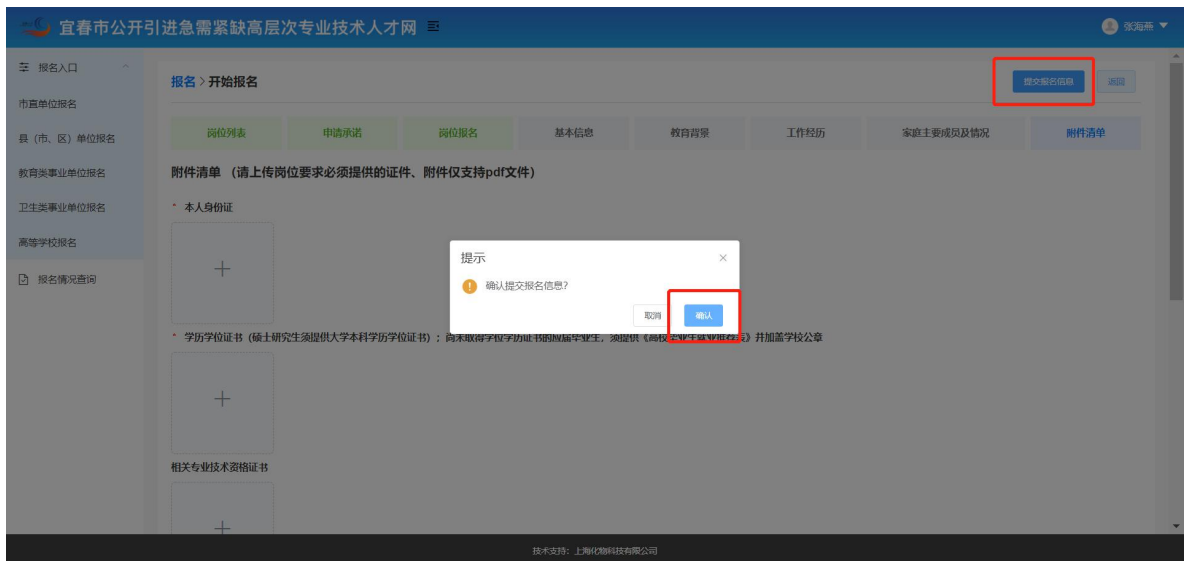 宜春市公开引进急需紧缺高层次专业技术人才网
张海燕
报名入口
市直单位报名
县（市、区）单位报名
教育类事业单位报名
卫生类事业单位报名
高等学校报名
报名情况查询
报名 > 开始报名
提交报名信息
返回
岗位列表
申请承诺
岗位报名
基本信息
教育背景
工作经历
家庭主要成员及情况
附件清单
附件清单 （请上传岗位要求必须提供的证件、附件仅支持pdf文件）
* 本人身份证
提示
确认提交报名信息?
取消
确认
* 学历学位证书（硕士研究生须提供大学本科学历学位证书）；尚未取得学位学历证书的应届毕业生，须提供《高校毕业生就业推荐表》并加盖学校公章
相关专业技术资格证书
技术支持：上海化物科技有限公司